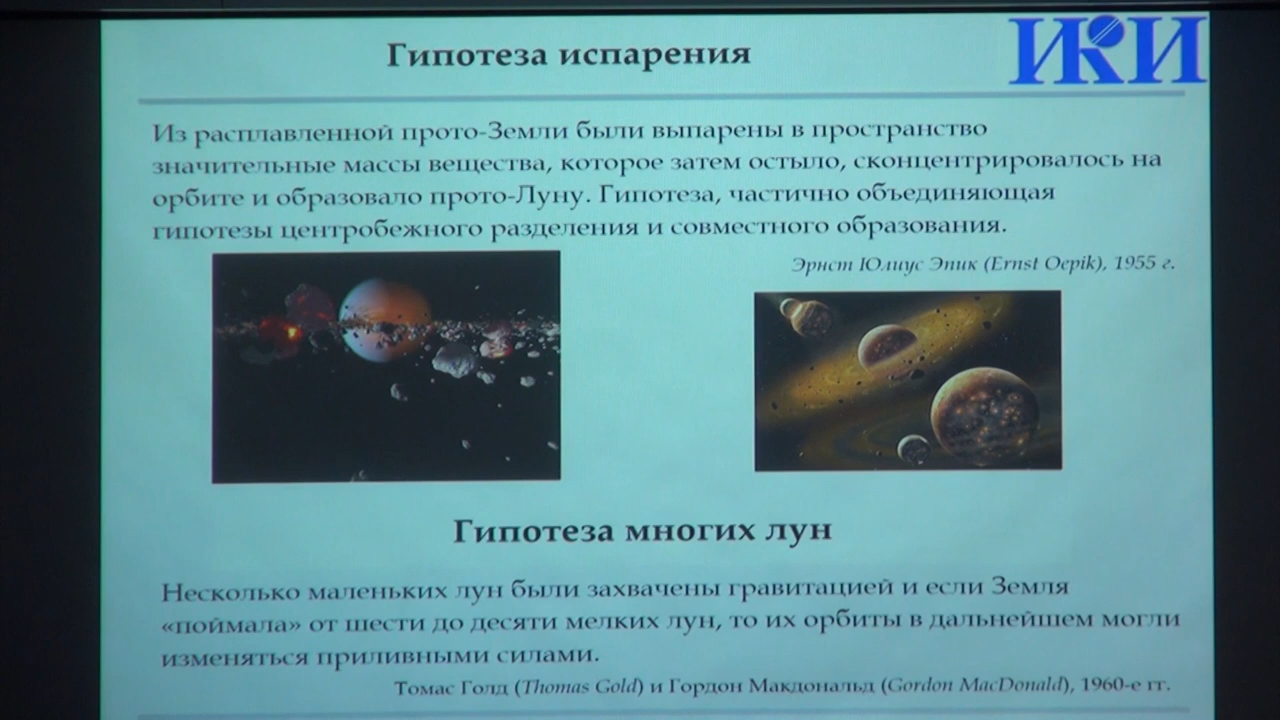 Гипотеза испарения
ИКИ
Из расплавленной прото-Земли были выпарены в пространство
значительные массы вещества, которое затем остыло, сконцентрировалось на
орбите и образовало прото-Луну. Гипотеза, частично объединяющая
гипотезы центробежного разделения и совместного образования.
Эрнст Юлиус Эпик (Ernst Oepik), 1955 г.
Гипотеза многих лун
Несколько маленьких лун были захвачены гравитацией и если Земля
«поймала» от шести до десяти мелких лун, то их орбиты в дальнейшем могли
изменяться приливными силами.
Томас Голд (Thomas Gold) и Гордон Макдональд (Gordon MacDonald), 1960-е гг.